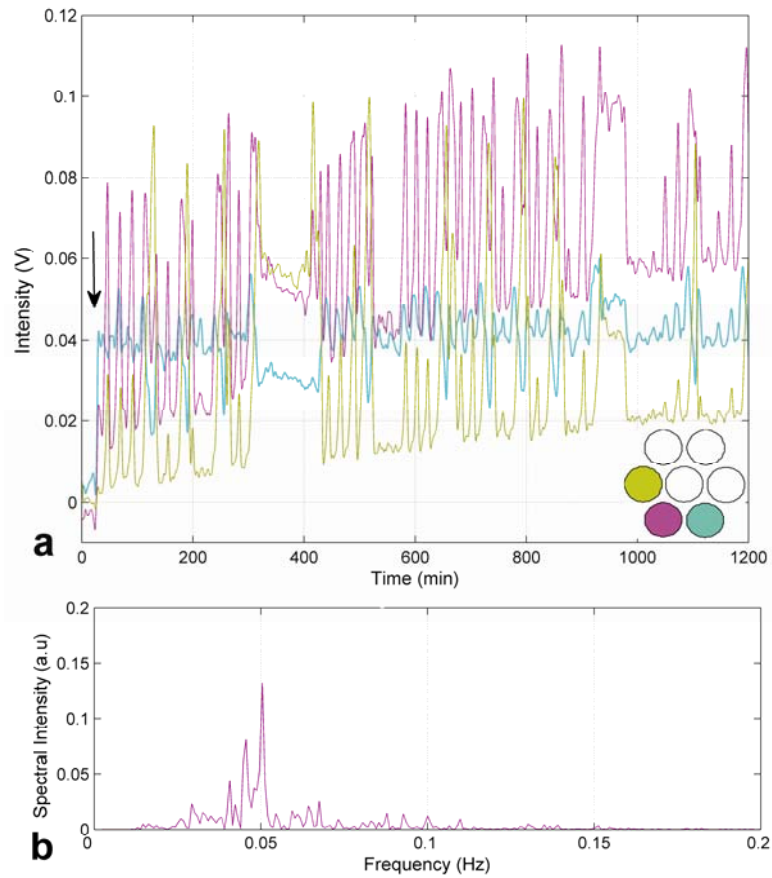 0.12
0.1
0.08
0.06
0.04
0.02
0
Intensity (V)
a
0 200 400 600 800 1000 1200
Time (min)
0.2
0.15
0.1
0.05
0
Spectral Intensity (a.u)
b
0 0.05 0.1 0.15 0.2
Frequency (Hz)